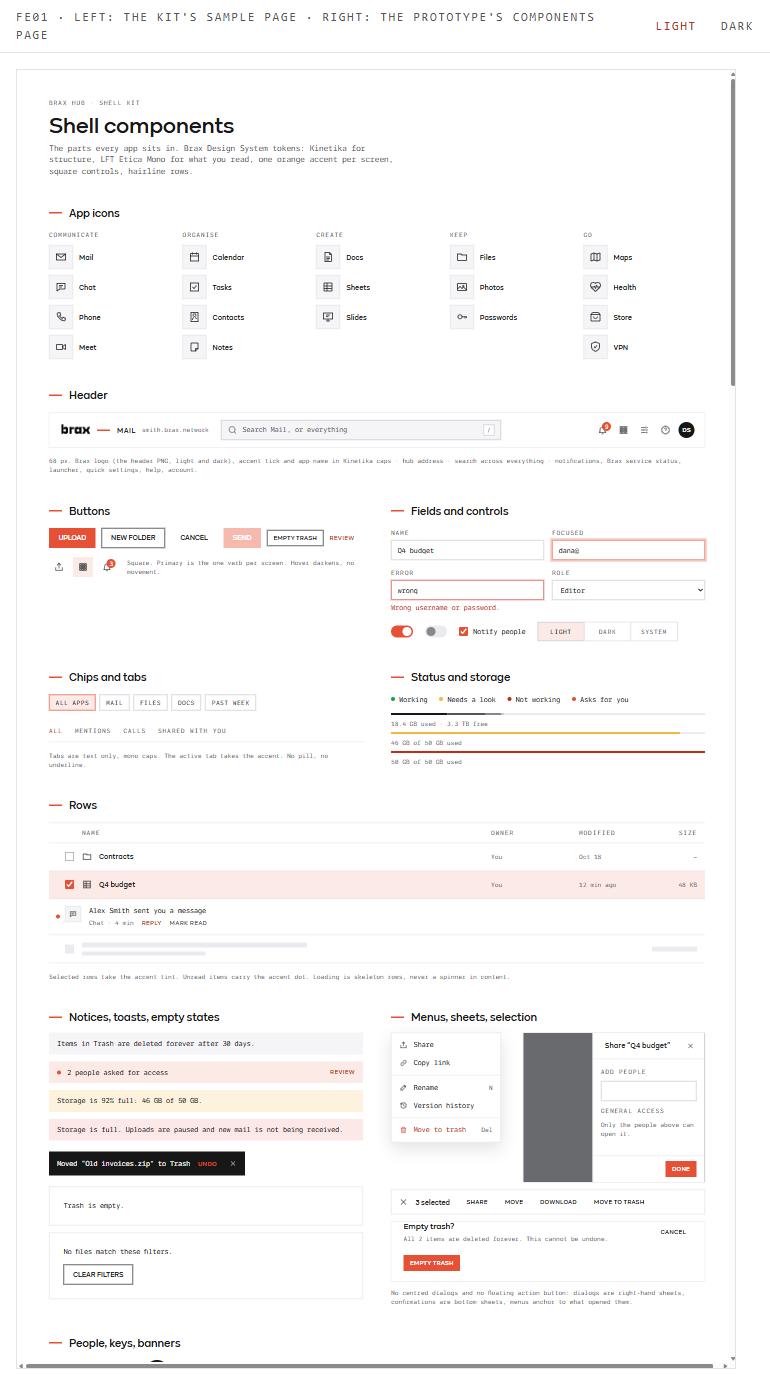 FE01 · LEFT: THE KIT'S SAMPLE PAGE · RIGHT: THE PROTOTYPE'S COMPONENTS
PAGE
LIGHT DARK
BRAX HUB · SHELL KIT
Shell components
The parts every app sits in. Brax Design System tokens: Kinetika for
structure, LFT Etica Mono for what you read, one orange accent per screen,
square controls, hairline rows.
App icons
COMMUNICATE ORGANISE CREATE KEEP GO
Mail Calendar Docs Files Maps
Chat Tasks Sheets Photos Health
Phone Contacts Slides Passwords Store
Meet Notes VPN
Header
brax MAIL smith.brax.network Search Mail, or everything / 9 DS
60 px. Brax logo (the header PNG, light and dark), accent tick and app name in Kinetika caps · hub address · search across everything · notifications, Brax service status,
launcher, quick settings, help, account.
Buttons
UPLOAD NEW FOLDER CANCEL SEND EMPTY TRASH REVIEW
3 Square. Primary is the one verb per screen. Hover darkens, no
movement.
Fields and controls
NAME FOCUSED
Q4 budget dana@
ERROR ROLE
wrong Editor
Wrong username or password.
Notify people LIGHT DARK SYSTEM
Chips and tabs
ALL APPS MAIL FILES DOCS PAST WEEK
ALL MENTIONS CALLS SHARED WITH YOU
Tabs are text only, mono caps. The active tab takes the accent. No pill, no
underline.
Status and storage
Working Needs a look Not working Asks for you
18.4 GB used · 3.3 TB free
46 GB of 50 GB used
50 GB of 50 GB used
Rows
NAME OWNER MODIFIED SIZE
Contracts You Oct 18 —
Q4 budget You 12 min ago 48 KB
Alex Smith sent you a message
Chat · 4 min REPLY MARK READ
Selected rows take the accent tint. Unread items carry the accent dot. Loading is skeleton rows, never a spinner in content.
Notices, toasts, empty states
Items in Trash are deleted forever after 30 days.
2 people asked for access REVIEW
Storage is 92% full: 46 GB of 50 GB.
Storage is full. Uploads are paused and new mail is not being received.
Moved "Old invoices.zip" to Trash UNDO ×
Trash is empty.
No files match these filters.
CLEAR FILTERS
Menus, sheets, selection
Share
Copy link
Rename N
Version history
Move to trash Del
Share "Q4 budget" ×
ADD PEOPLE
GENERAL ACCESS
Only the people above can
open it.
DONE
× 3 selected SHARE MOVE DOWNLOAD MOVE TO TRASH
Empty trash?
All 2 items are deleted forever. This cannot be undone.
CANCEL
EMPTY TRASH
No centred dialogs and no floating action button: dialogs are right-hand sheets,
confirmations are bottom sheets, menus anchor to what opened them.
People, keys, banners